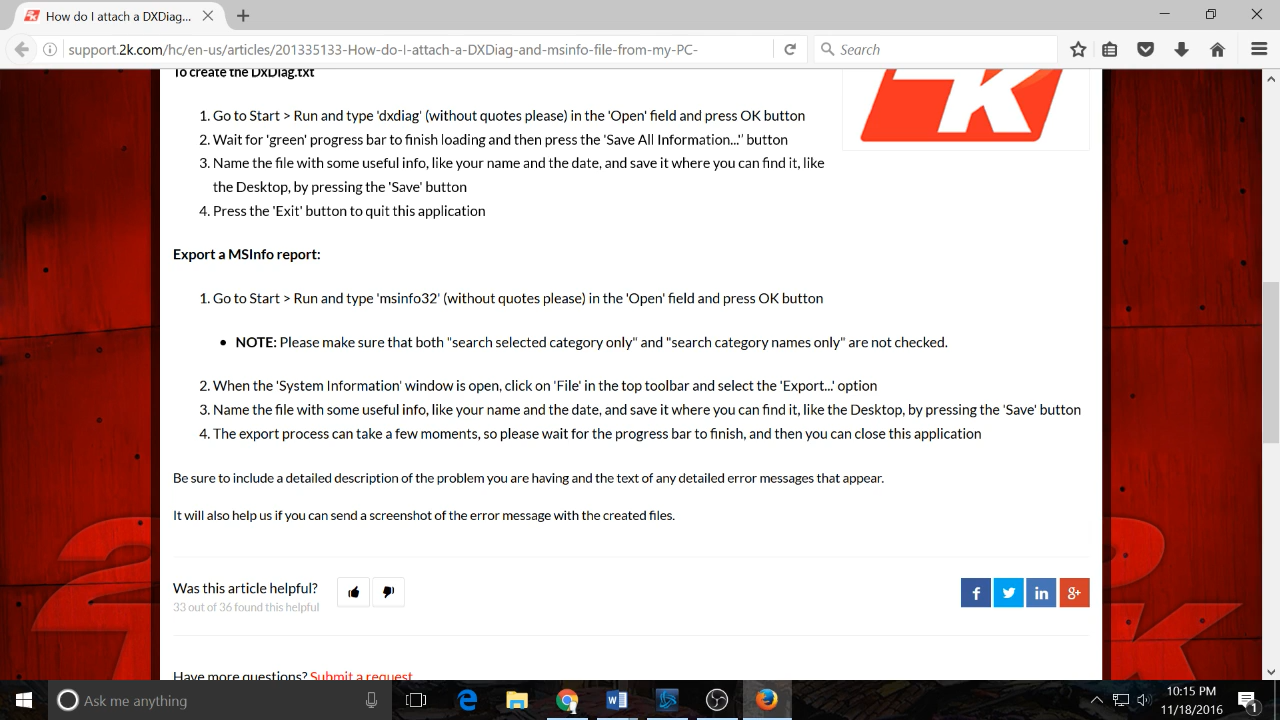 How do I attach a DXDiag...
support.2k.com/hc/en-us/articles/201335133-How-do-I-attach-a-DXDiag-and-msinfo-file-from-my-PC-
Search
To create the DxDiag.txt
1. Go to Start > Run and type 'dxdiag' (without quotes please) in the 'Open' field and press OK button
2. Wait for 'green' progress bar to finish loading and then press the 'Save All Information...'' button
3. Name the file with some useful info, like your name and the date, and save it where you can find it, like
the Desktop, by pressing the 'Save' button
4. Press the 'Exit' button to quit this application
Export a MSInfo report:
1. Go to Start > Run and type 'msinfo32' (without quotes please) in the 'Open' field and press OK button
• NOTE: Please make sure that both "search selected category only" and "search category names only" are not checked.
2. When the 'System Information' window is open, click on 'File' in the top toolbar and select the 'Export...' option
3. Name the file with some useful info, like your name and the date, and save it where you can find it, like the Desktop, by pressing the 'Save' button
4. The export process can take a few moments, so please wait for the progress bar to finish, and then you can close this application
Be sure to include a detailed description of the problem you are having and the text of any detailed error messages that appear.
It will also help us if you can send a screenshot of the error message with the created files.
Was this article helpful?
33 out of 36 found this helpful
f in g+
Have more questions? Submit a request
Ask me anything
10:15 PM
11/18/2016
1